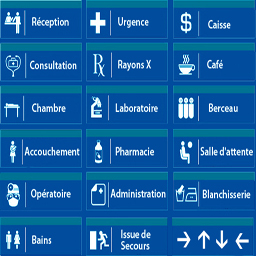 Réception
Urgence
Caisse
Consultation
Rayons X
Café
Chambre
Laboratoire
Berceau
Accouchement
Pharmacie
Salle d'attente
Opératoire
Administration
Blanchisserie
Bains
Issue de
Secours